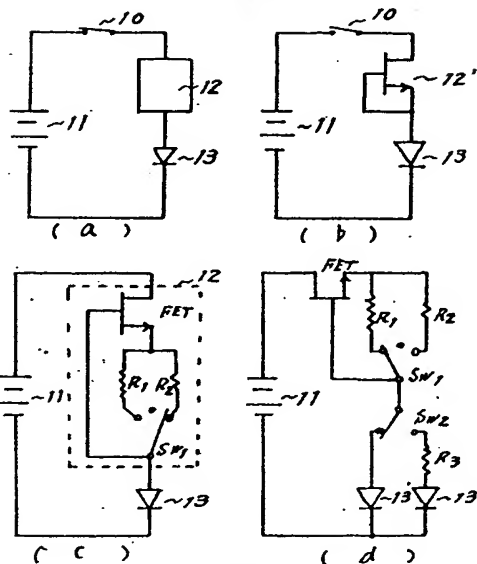 ~10
~12
~11
~13
( a )
~10
~12'
~11
~13
( b )
~12
FET
R1 R2
~11
SW1
~13
( c )
FET
R1 R2
SW1
~11
SW2
R3
~13 ~13
( d )